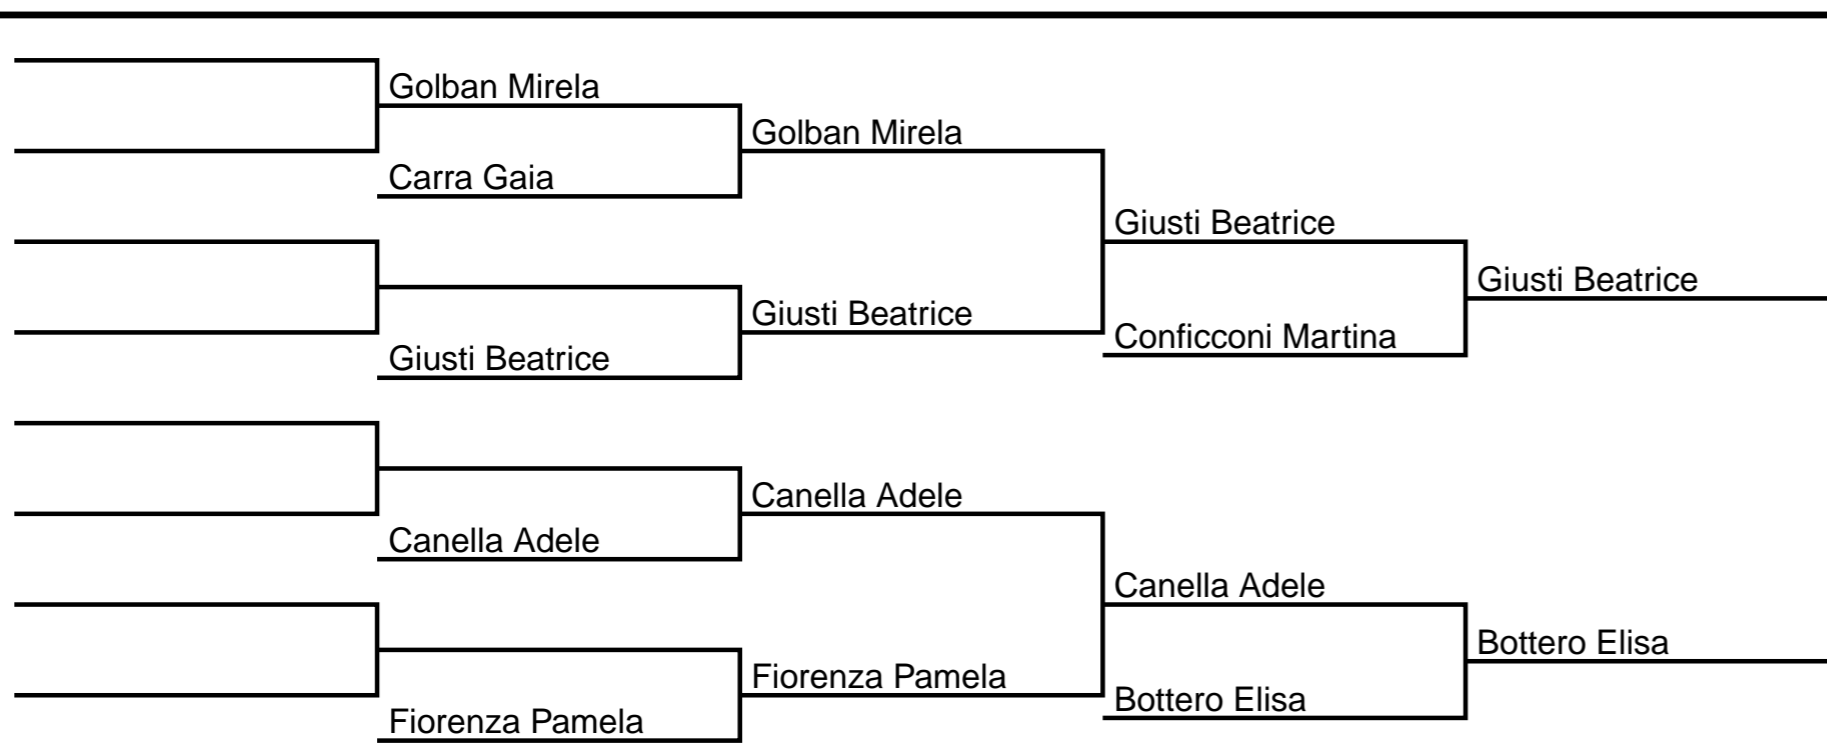 Golban Mirela
Carra Gaia
Giusti Beatrice
Canella Adele
Fiorenza Pamela
Golban Mirela
Giusti Beatrice
Canella Adele
Fiorenza Pamela
Giusti Beatrice
Conficconi Martina
Canella Adele
Bottero Elisa
Giusti Beatrice
Bottero Elisa